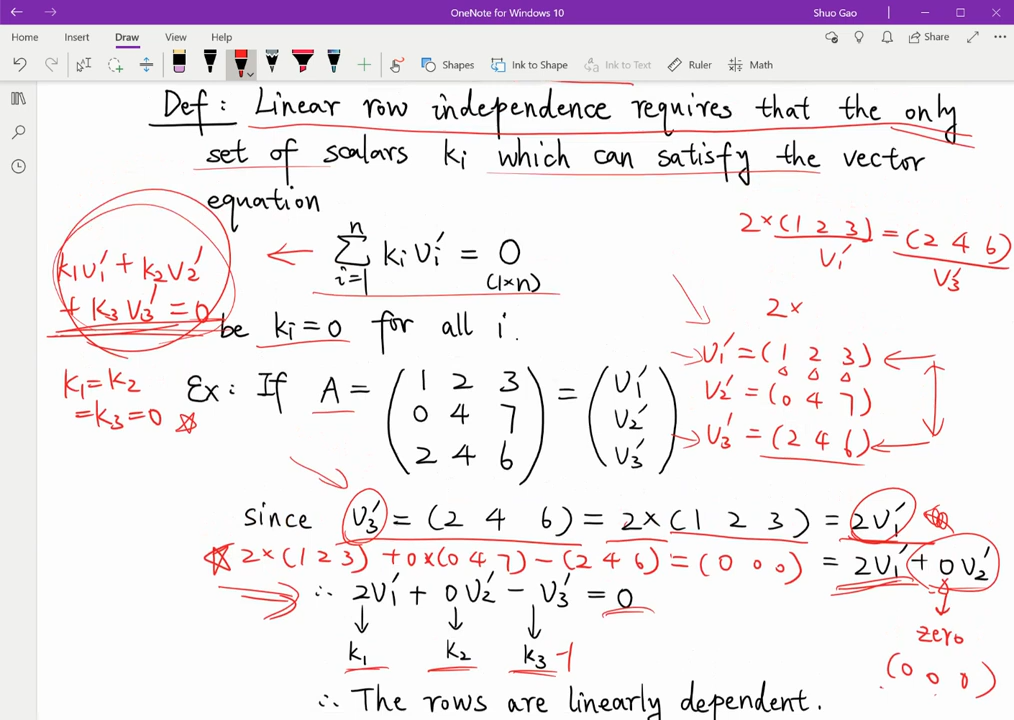 OneNote for Windows 10
Shuo Gao
Home Insert Draw View Help
Share
Shapes Ink to Shape Ink to Text Ruler Math
Def: Linear row independence requires that the only
set of scalars ki which can satisfy the vector
equation
n
∑ ki vi' = 0
i=1 (1×n)
k1v1' + k2v2'
+ k3v3' = 0
2×(1 2 3) = (2 4 6)
v1' v3'
be ki=0 for all i.
2×
k1=k2
=k3=0
Ex: If A = (1 2 3
0 4 7
2 4 6) = (v1'
v2'
v3')
v1' = (1 2 3)
v2' = (0 4 7)
v3' = (2 4 6)
since v3' = (2 4 6) = 2×(1 2 3) = 2v1'
2×(1 2 3) + 0×(0 4 7) − (2 4 6) = (0 0 0) = 2v1' + 0v2'
∴ 2v1' + 0v2' − v3' = 0
k1 k2 k3 -1
zero
(0 0 0)
∴ The rows are linearly dependent.